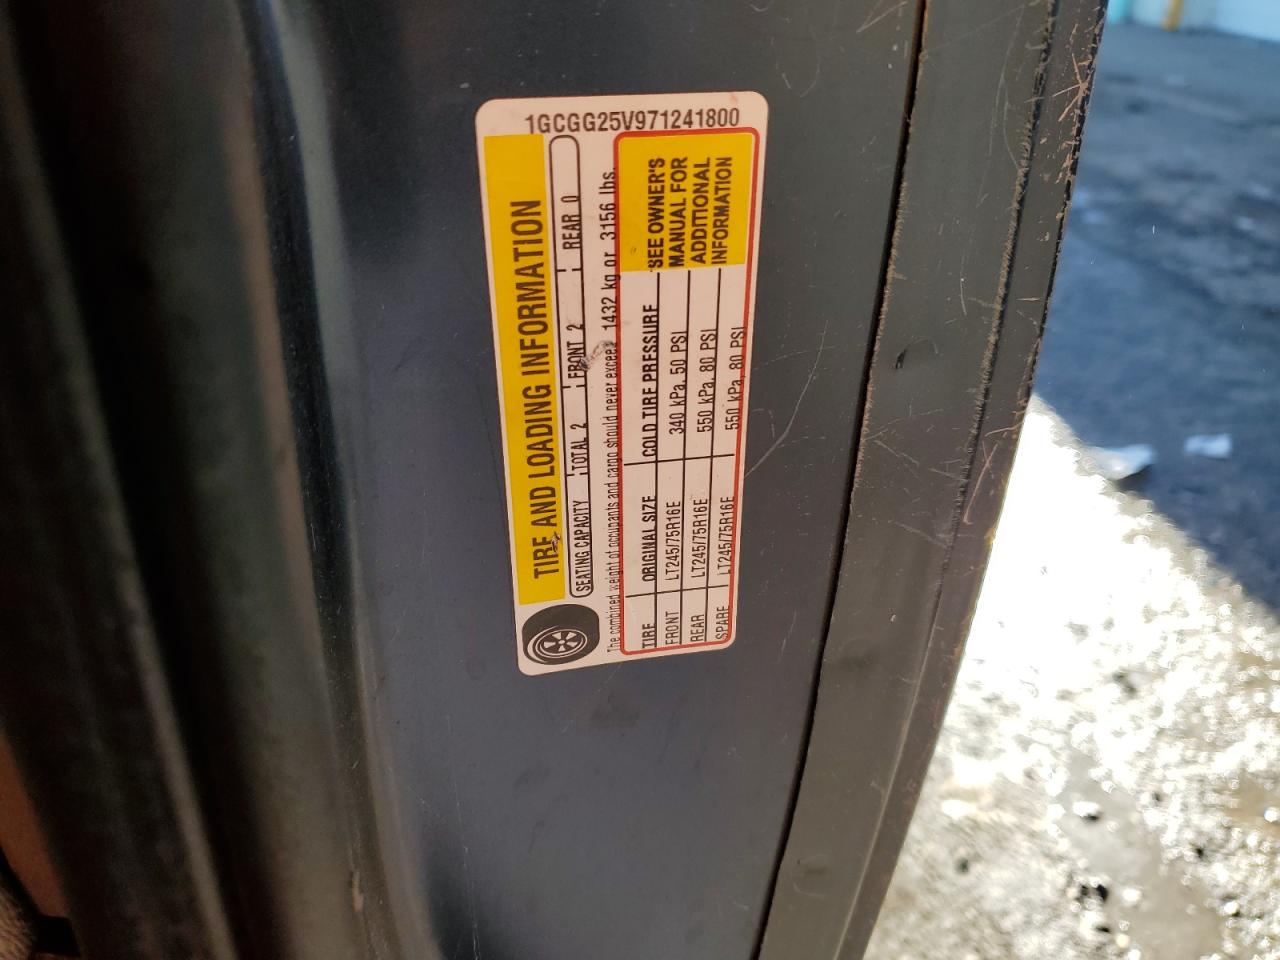 1GCGG25V971241800
TIRE AND LOADING INFORMATION
SEATING CAPACITY TOTAL 2 FRONT 2 REAR 0
The combined weight of occupants and cargo should never exceed 1432 kg or 3156 lbs.
TIRE ORIGINAL SIZE COLD TIRE PRESSURE
FRONT LT245/75R16E 340 kPa, 50 PSI
REAR LT245/75R16E 550 kPa, 80 PSI
SPARE LT245/75R16E 550 kPa, 80 PSI
SEE OWNER'S
MANUAL FOR
ADDITIONAL
INFORMATION